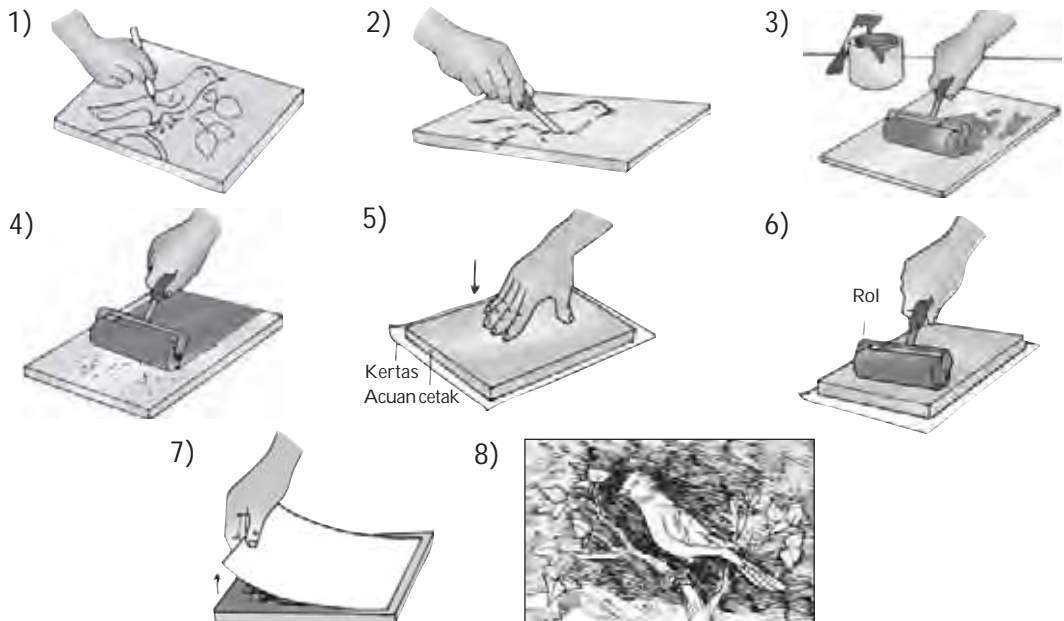 1)
2)
3)
4)
5)
6)
Rol
Kertas
Acuan cetak
7)
8)